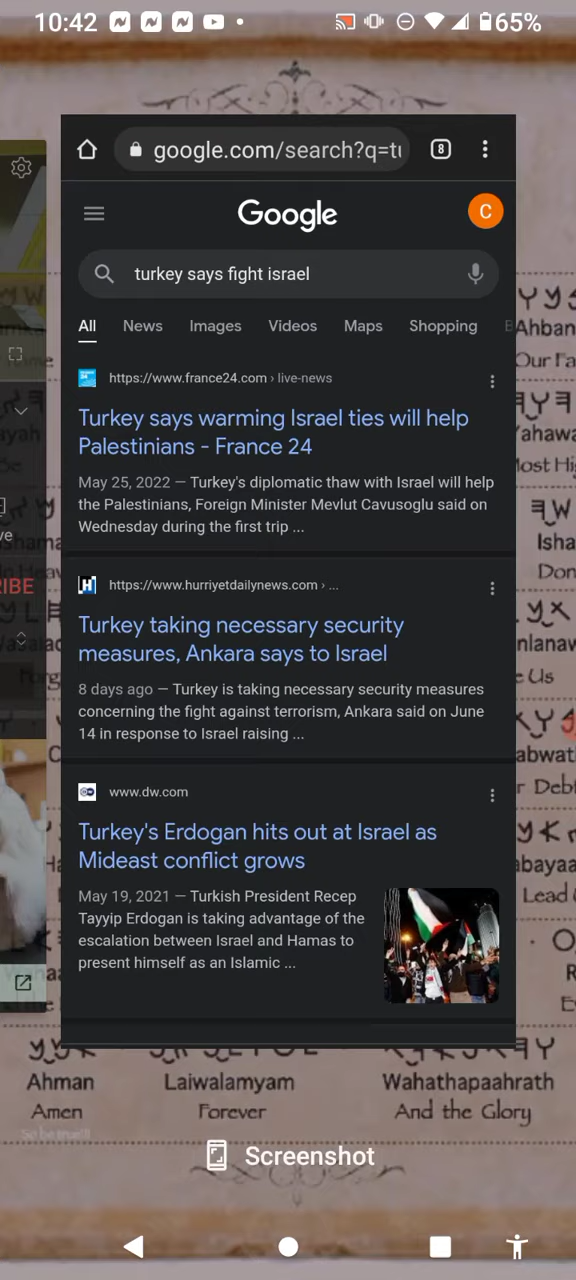 10:42
65%
google.com/search?q=tu
8
Google
C
turkey says fight israel
All News Images Videos Maps Shopping
https://www.france24.com › live-news
Turkey says warming Israel ties will help
Palestinians - France 24
May 25, 2022 — Turkey's diplomatic thaw with Israel will help
the Palestinians, Foreign Minister Mevlut Cavusoglu said on
Wednesday during the first trip ...
https://www.hurriyetdailynews.com › ...
Turkey taking necessary security
measures, Ankara says to Israel
8 days ago — Turkey is taking necessary security measures
concerning the fight against terrorism, Ankara said on June
14 in response to Israel raising ...
www.dw.com
Turkey's Erdogan hits out at Israel as
Mideast conflict grows
May 19, 2021 — Turkish President Recep
Tayyip Erdogan is taking advantage of the
escalation between Israel and Hamas to
present himself as an Islamic ...
Ahban
Our Fa
Yahawa
Most Hig
Isha
Don
e Us
Lead
Ahman Laiwalamyam Wahathapaahrath
Amen Forever And the Glory
So be true!!!
Screenshot